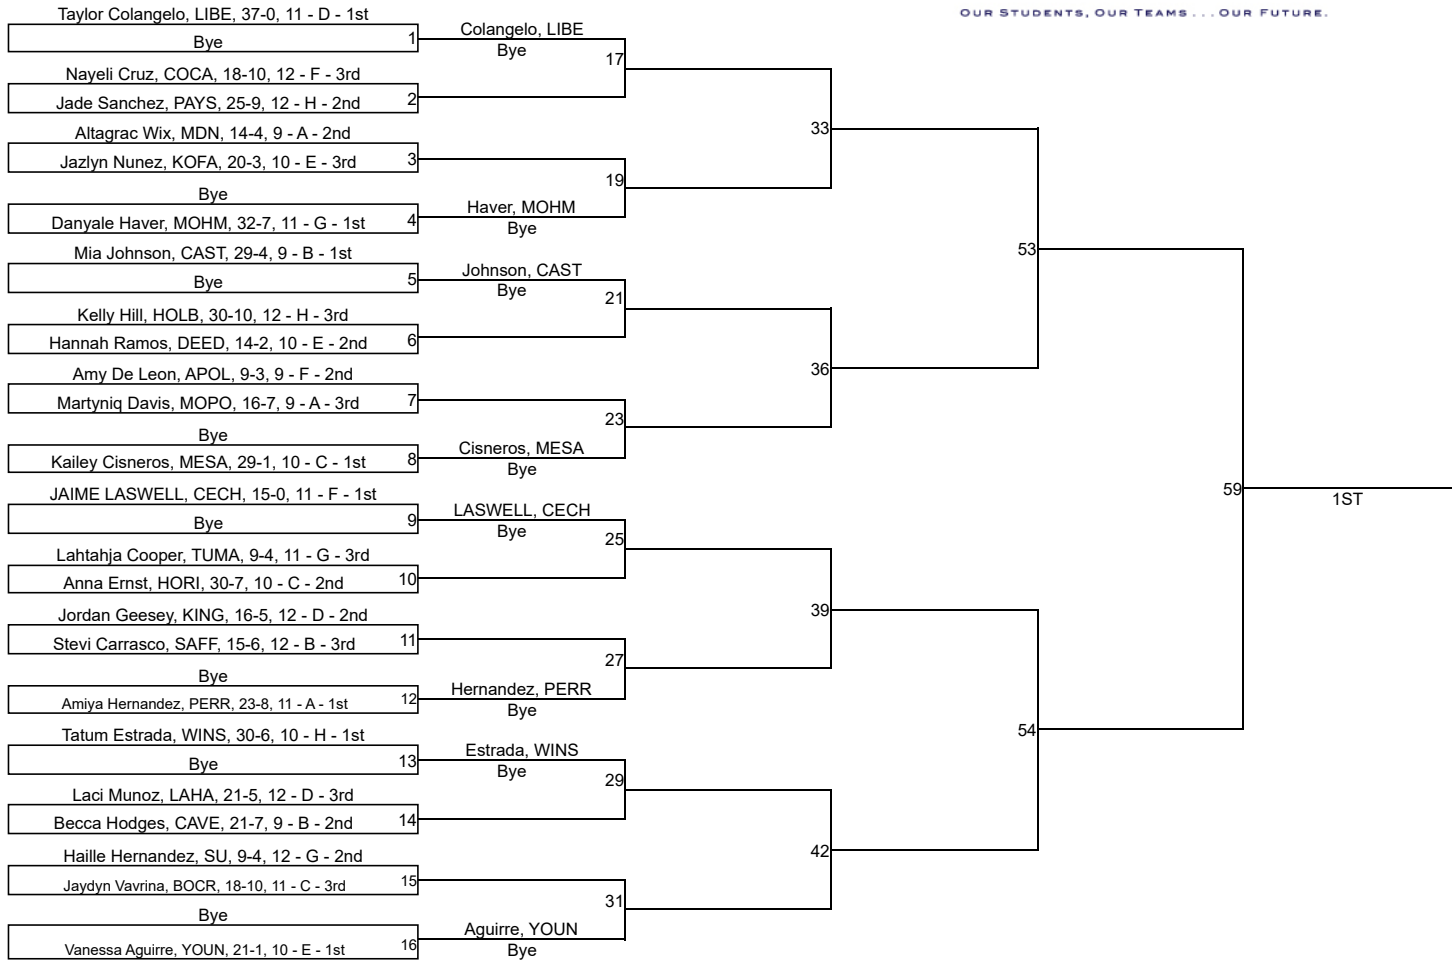 OUR STUDENTS, OUR TEAMS . . . OUR FUTURE.
Taylor Colangelo, LIBE, 37-0, 11 - D - 1st
Bye
1
Colangelo, LIBE
Bye
17
Nayeli Cruz, COCA, 18-10, 12 - F - 3rd
Jade Sanchez, PAYS, 25-9, 12 - H - 2nd
2
33
Altagrac Wix, MDN, 14-4, 9 - A - 2nd
Jazlyn Nunez, KOFA, 20-3, 10 - E - 3rd
3
19
Bye
Danyale Haver, MOHM, 32-7, 11 - G - 1st
4
Haver, MOHM
Bye
53
Mia Johnson, CAST, 29-4, 9 - B - 1st
Bye
5
Johnson, CAST
Bye
21
Kelly Hill, HOLB, 30-10, 12 - H - 3rd
Hannah Ramos, DEED, 14-2, 10 - E - 2nd
6
36
Amy De Leon, APOL, 9-3, 9 - F - 2nd
Martyniq Davis, MOPO, 16-7, 9 - A - 3rd
7
23
Bye
Kailey Cisneros, MESA, 29-1, 10 - C - 1st
8
Cisneros, MESA
Bye
59
1ST
JAIME LASWELL, CECH, 15-0, 11 - F - 1st
Bye
9
LASWELL, CECH
Bye
25
Lahtahja Cooper, TUMA, 9-4, 11 - G - 3rd
Anna Ernst, HORI, 30-7, 10 - C - 2nd
10
39
Jordan Geesey, KING, 16-5, 12 - D - 2nd
Stevi Carrasco, SAFF, 15-6, 12 - B - 3rd
11
27
Bye
Amiya Hernandez, PERR, 23-8, 11 - A - 1st
12
Hernandez, PERR
Bye
54
Tatum Estrada, WINS, 30-6, 10 - H - 1st
Bye
13
Estrada, WINS
Bye
29
Laci Munoz, LAHA, 21-5, 12 - D - 3rd
Becca Hodges, CAVE, 21-7, 9 - B - 2nd
14
42
Haille Hernandez, SU, 9-4, 12 - G - 2nd
Jaydyn Vavrina, BOCR, 18-10, 11 - C - 3rd
15
31
Bye
Vanessa Aguirre, YOUN, 21-1, 10 - E - 1st
16
Aguirre, YOUN
Bye